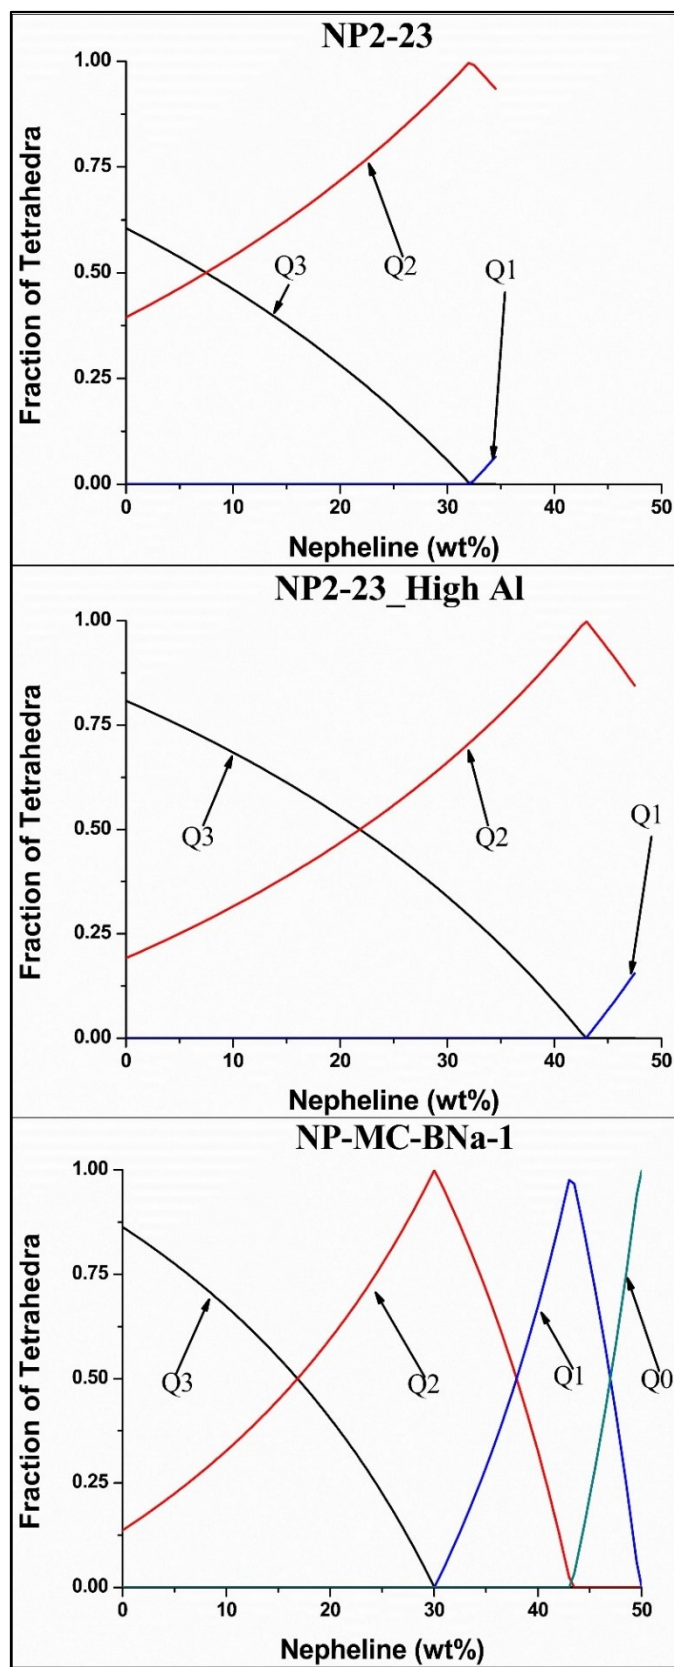 NP2-23
1.00
0.75
0.50
0.25
0.00
Fraction of Tetrahedra
Q3
Q2
Q1
0
10
20
30
40
50
Nepheline (wt%)
NP2-23_High Al
1.00
0.75
0.50
0.25
0.00
Fraction of Tetrahedra
Q3
Q2
Q1
0
10
20
30
40
50
Nepheline (wt%)
NP-MC-BNa-1
1.00
0.75
0.50
0.25
0.00
Fraction of Tetrahedra
Q3
Q2
Q1
Q0
0
10
20
30
40
50
Nepheline (wt%)